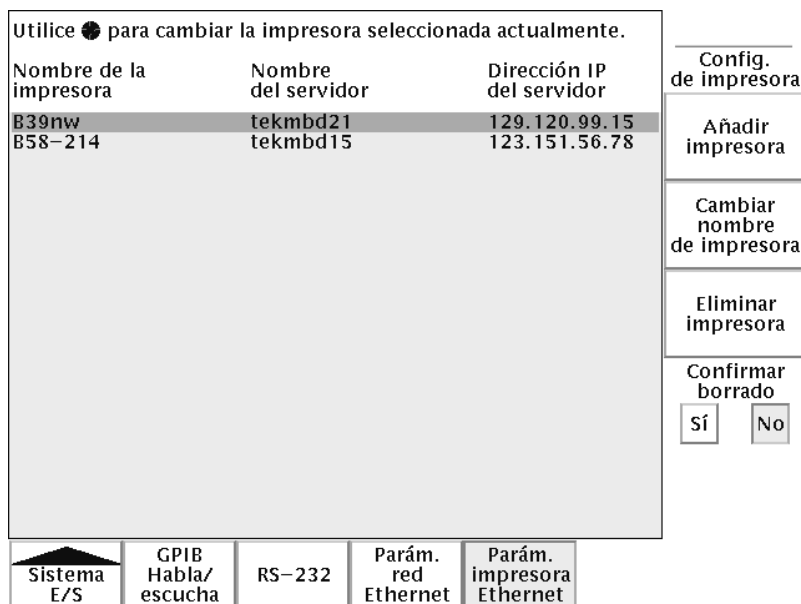 Utilice para cambiar la impresora seleccionada actualmente.
Nombre de la
impresora
Nombre
del servidor
Dirección IP
del servidor
B39nw tekmbd21 129.120.99.15
B58-214 tekmbd15 123.151.56.78
Config.
de impresora
Añadir
impresora
Cambiar
nombre
de impresora
Eliminar
impresora
Confirmar
borrado
Sí No
Sistema
E/S
GPIB
Habla/
escucha
RS-232
Parám.
red
Ethernet
Parám.
impresora
Ethernet